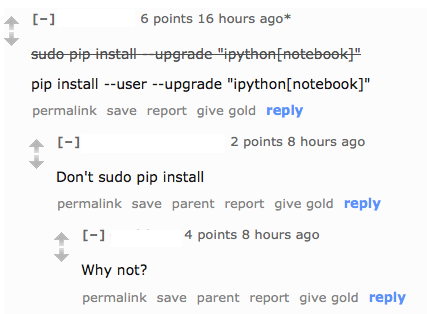 [–] 6 points 16 hours ago*
sudo pip install --upgrade "ipython[notebook]"
pip install --user --upgrade "ipython[notebook]"
permalink save report give gold reply
[–] 2 points 8 hours ago
Don't sudo pip install
permalink save parent report give gold reply
[–] 4 points 8 hours ago
Why not?
permalink save parent report give gold reply